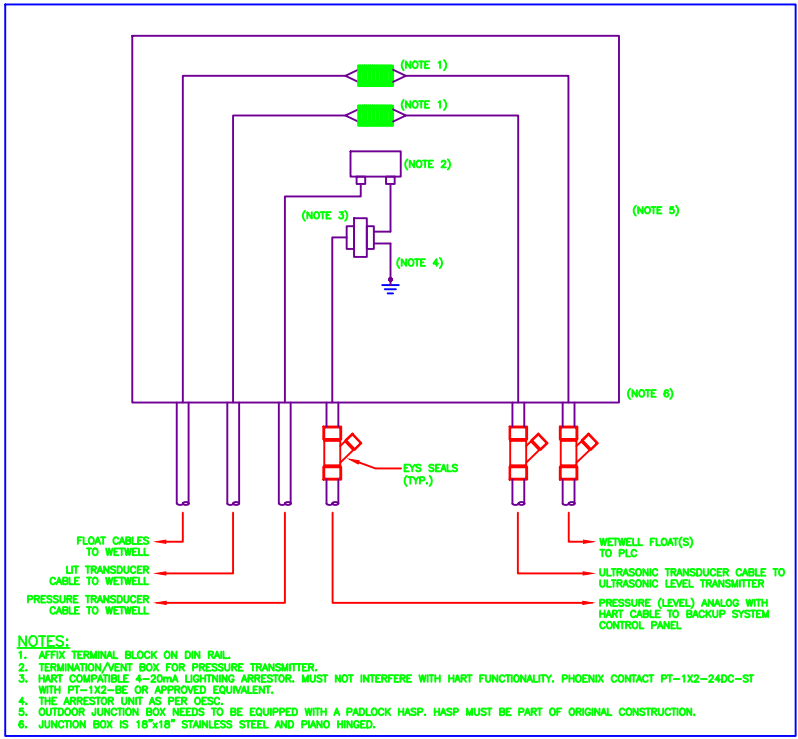 (NOTE 1)
(NOTE 1)
(NOTE 2)
(NOTE 3)
(NOTE 5)
(NOTE 4)
(NOTE 6)
EYS SEALS
(TYP.)
FLOAT CABLES
TO WETWELL
LIT TRANSDUCER
CABLE TO WETWELL
PRESSURE TRANSDUCER
CABLE TO WETWELL
WETWELL FLOAT(S)
TO PLC
ULTRASONIC TRANSDUCER CABLE TO
ULTRASONIC LEVEL TRANSMITTER
PRESSURE (LEVEL) ANALOG WITH
HART CABLE TO BACKUP SYSTEM
CONTROL PANEL
NOTES:
1. AFFIX TERMINAL BLOCK ON DIN RAIL.
2. TERMINATION/VENT BOX FOR PRESSURE TRANSMITTER.
3. HART COMPATIBLE 4-20mA LIGHTNING ARRESTOR. MUST NOT INTERFERE WITH HART FUNCTIONALITY. PHOENIX CONTACT PT-1X2-24DC-ST
WITH PT-1X2-BE OR APPROVED EQUIVALENT.
4. THE ARRESTOR UNIT AS PER OESC.
5. OUTDOOR JUNCTION BOX NEEDS TO BE EQUIPPED WITH A PADLOCK HASP. HASP MUST BE PART OF ORIGINAL CONSTRUCTION.
6. JUNCTION BOX IS 18"x18" STAINLESS STEEL AND PIANO HINGED.